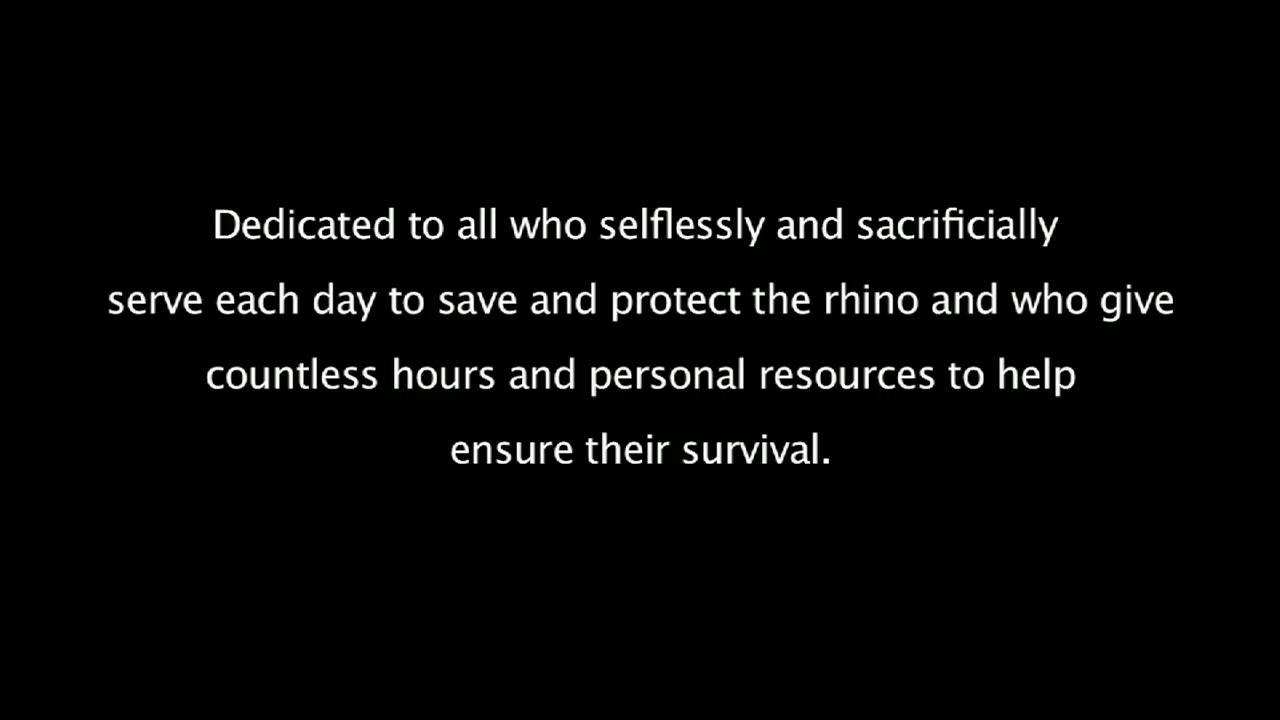 Dedicated to all who selflessly and sacrificially
serve each day to save and protect the rhino and who give
countless hours and personal resources to help
ensure their survival.